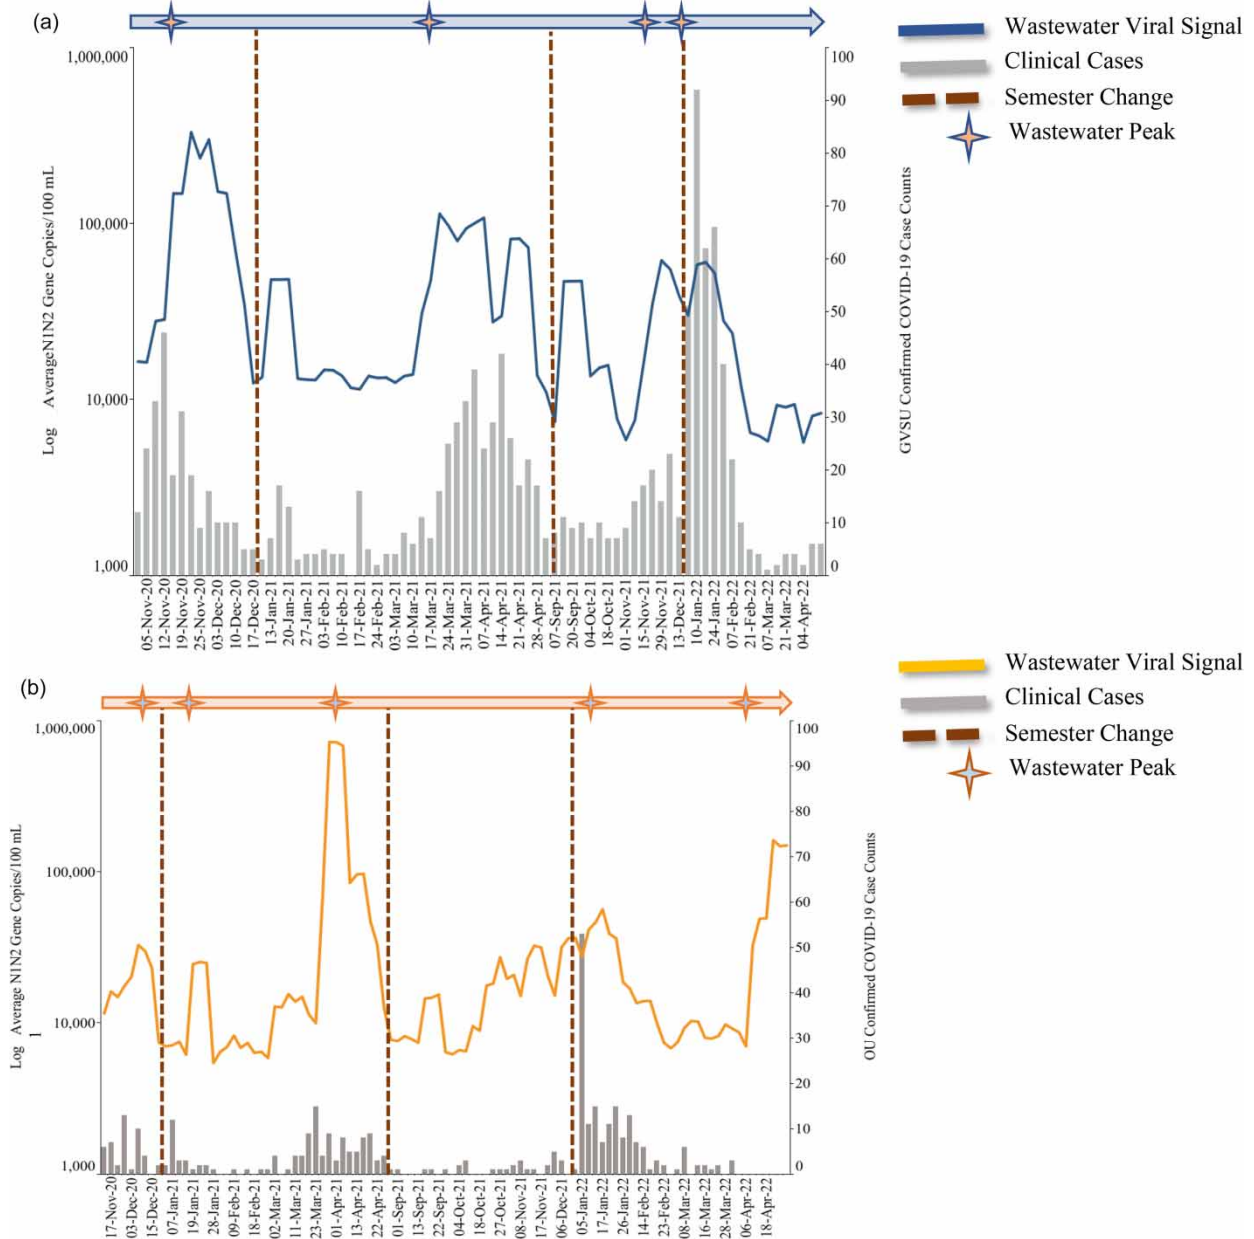 (a)
Wastewater Viral Signal
Clinical Cases
Semester Change
Wastewater Peak
1,000,000
100,000
10,000
1,000
Log AverageN1N2 Gene Copies/100 mL
100
90
80
70
60
50
40
30
20
10
0
GVSU Confirmed COVID-19 Case Counts
05-Nov-20
12-Nov-20
19-Nov-20
25-Nov-20
03-Dec-20
10-Dec-20
17-Dec-20
13-Jan-21
20-Jan-21
27-Jan-21
03-Feb-21
10-Feb-21
17-Feb-21
24-Feb-21
03-Mar-21
10-Mar-21
17-Mar-21
24-Mar-21
31-Mar-21
07-Apr-21
14-Apr-21
21-Apr-21
28-Apr-21
07-Sep-21
20-Sep-21
04-Oct-21
18-Oct-21
01-Nov-21
15-Nov-21
29-Nov-21
13-Dec-21
10-Jan-22
24-Jan-22
07-Feb-22
07-Mar-22
21-Mar-22
04-Apr-22
(b)
Wastewater Viral Signal
Clinical Cases
Semester Change
Wastewater Peak
1,000,000
100,000
10,000
1,000
Log Average N1N2 Gene Copies/100 mL
1
100
90
80
70
60
50
40
30
20
10
0
OU Confirmed COVID-19 Case Counts
17-Nov-20
03-Dec-20
15-Dec-20
07-Jan-21
19-Jan-21
28-Jan-21
09-Feb-21
18-Feb-21
02-Mar-21
11-Mar-21
23-Mar-21
01-Apr-21
13-Apr-21
22-Apr-21
01-Sep-21
13-Sep-21
22-Sep-21
04-Oct-21
18-Oct-21
27-Oct-21
08-Nov-21
17-Nov-21
06-Dec-21
05-Jan-22
17-Jan-22
26-Jan-22
14-Feb-22
23-Feb-22
08-Mar-22
16-Mar-22
28-Mar-22
06-Apr-22
18-Apr-22